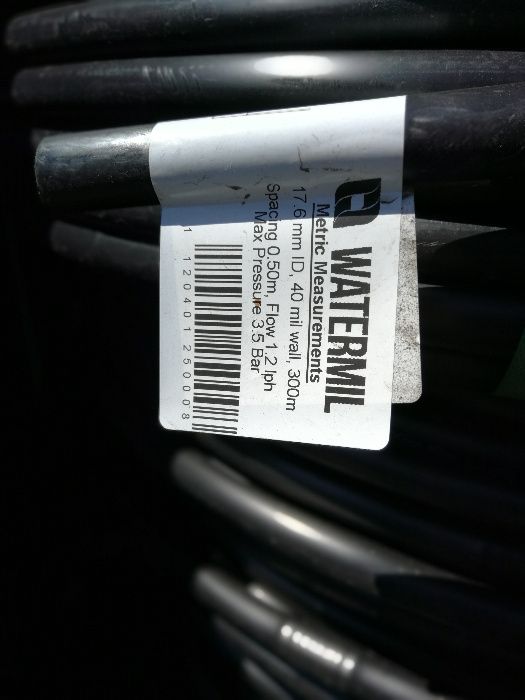 WATERMIL
Metric Measurements
17.6 mm ID, 40 mil wall, 300m
Spacing 0.50m, Flow 1.2 lph
Max Pressure 3.5 Bar
1 120401 250008